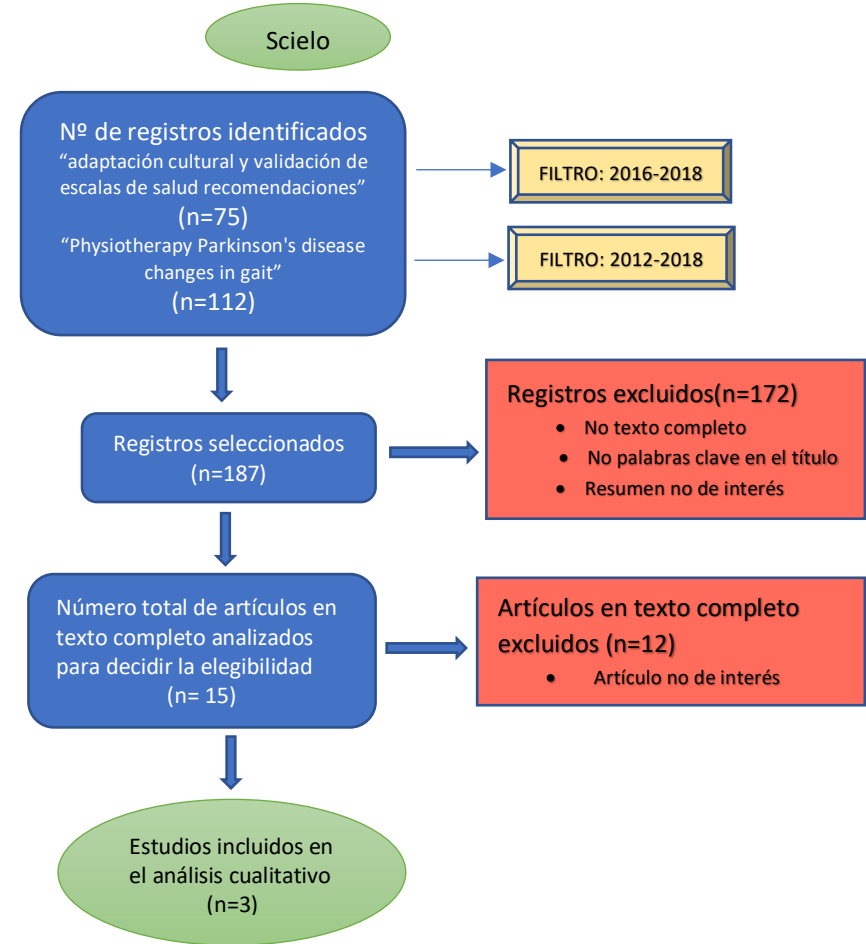 Scielo
Nº de registros identificados
“adaptación cultural y validación de
escalas de salud recomendaciones”
(n=75)
“Physiotherapy Parkinson's disease
changes in gait”
(n=112)
FILTRO: 2016-2018
FILTRO: 2012-2018
Registros seleccionados
(n=187)
Registros excluidos(n=172)
• No texto completo
• No palabras clave en el título
• Resumen no de interés
Número total de artículos en
texto completo analizados
para decidir la elegibilidad
(n= 15)
Artículos en texto completo
excluidos (n=12)
• Artículo no de interés
Estudios incluidos en
el análisis cualitativo
(n=3)